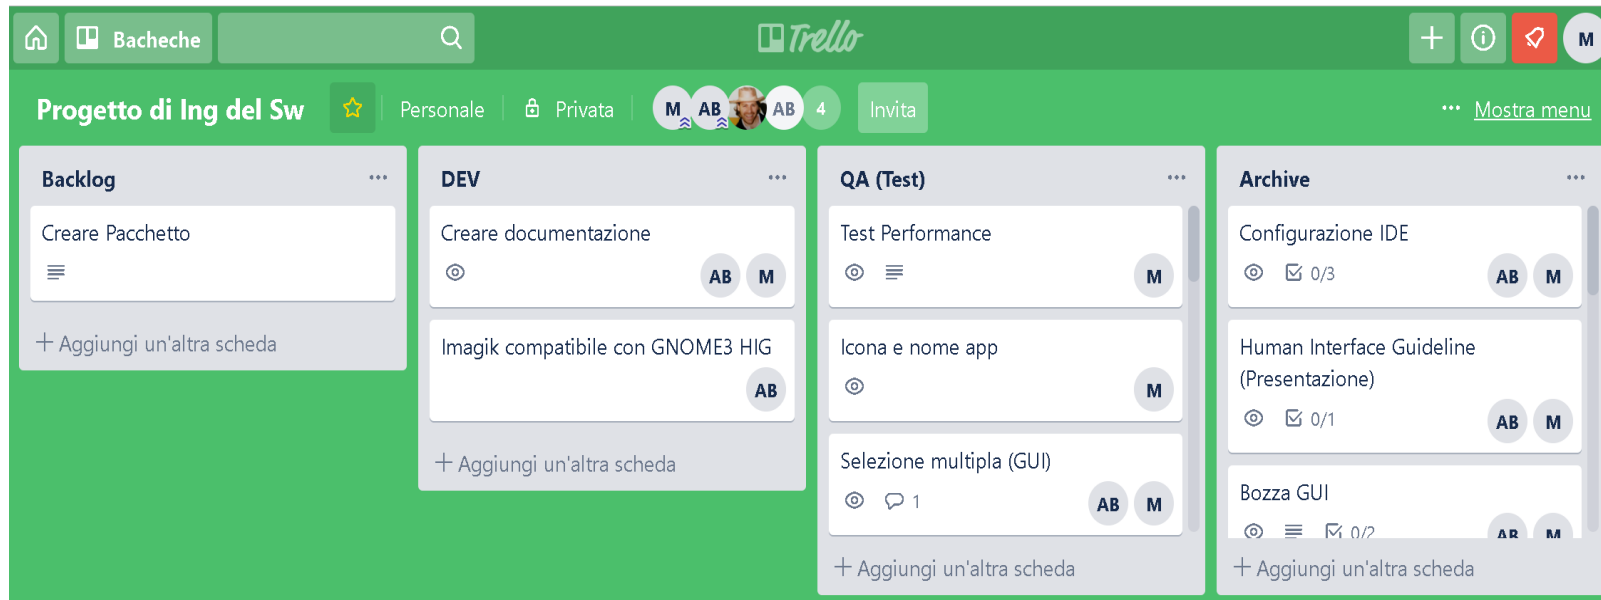 Bacheche
Trello
M
Progetto di Ing del Sw
Personale
Privata
M AB AB 4
Invita
... Mostra menu
Backlog ...
Creare Pacchetto
+ Aggiungi un'altra scheda
DEV ...
Creare documentazione
AB M
Imagik compatibile con GNOME3 HIG
AB
+ Aggiungi un'altra scheda
QA (Test) ...
Test Performance
M
Icona e nome app
M
Selezione multipla (GUI)
1 AB M
+ Aggiungi un'altra scheda
Archive ...
Configurazione IDE
0/3 AB M
Human Interface Guideline
(Presentazione)
0/1 AB M
Bozza GUI
0/2 AB M
+ Aggiungi un'altra scheda